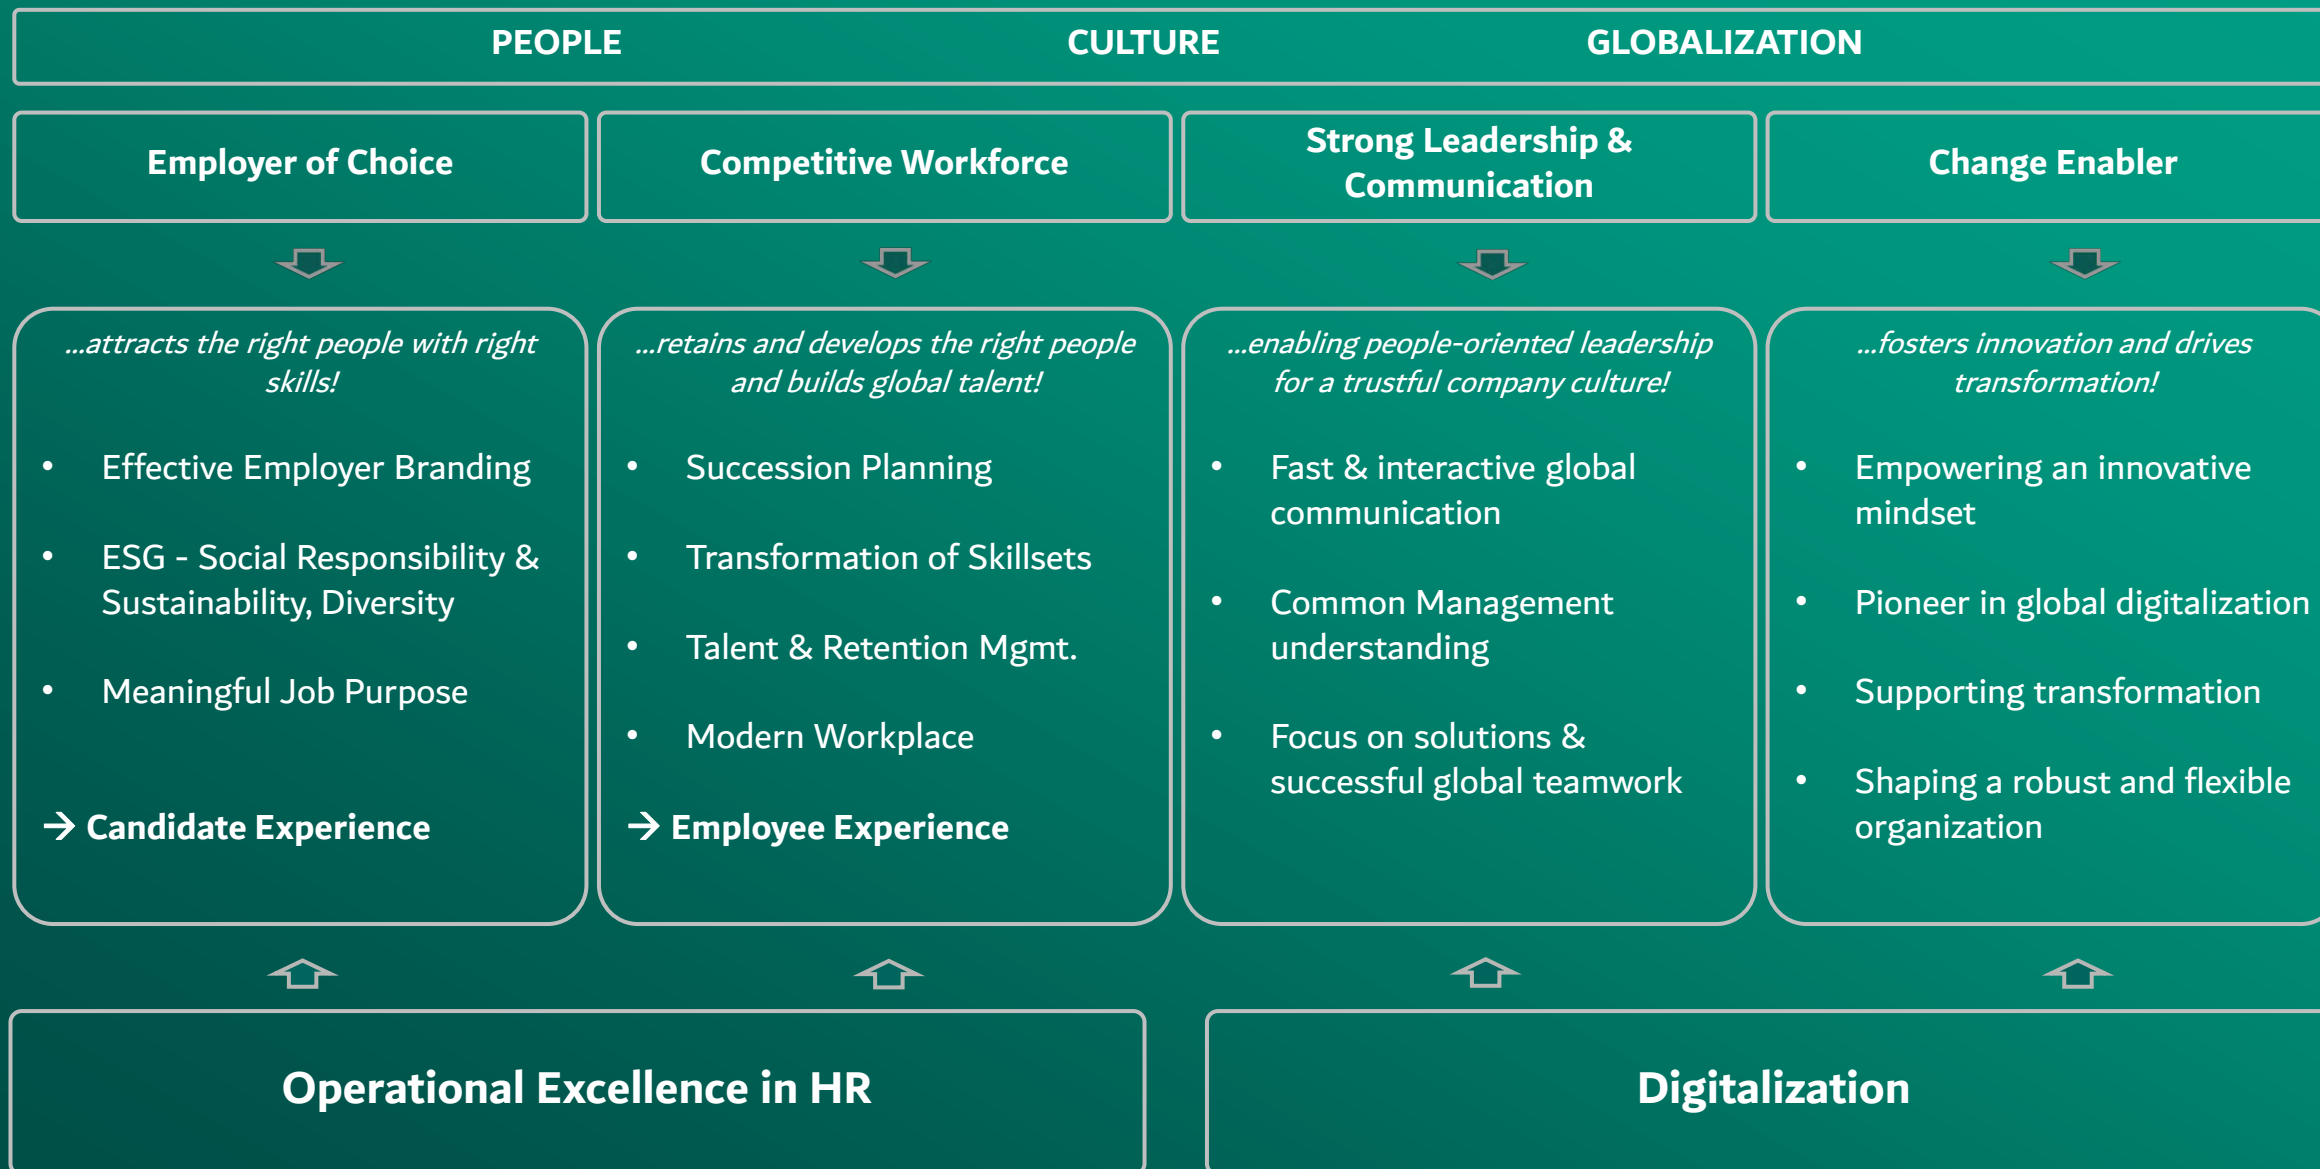 PEOPLE CULTURE GLOBALIZATION
Employer of Choice
Competitive Workforce
Strong Leadership &
Communication
Change Enabler
...attracts the right people with right
skills!
• Effective Employer Branding
• ESG - Social Responsibility &
Sustainability, Diversity
• Meaningful Job Purpose
→ Candidate Experience
...retains and develops the right people
and builds global talent!
• Succession Planning
• Transformation of Skillsets
• Talent & Retention Mgmt.
• Modern Workplace
→ Employee Experience
...enabling people-oriented leadership
for a trustful company culture!
• Fast & interactive global
communication
• Common Management
understanding
• Focus on solutions &
successful global teamwork
...fosters innovation and drives
transformation!
• Empowering an innovative
mindset
• Pioneer in global digitalization
• Supporting transformation
• Shaping a robust and flexible
organization
Operational Excellence in HR
Digitalization